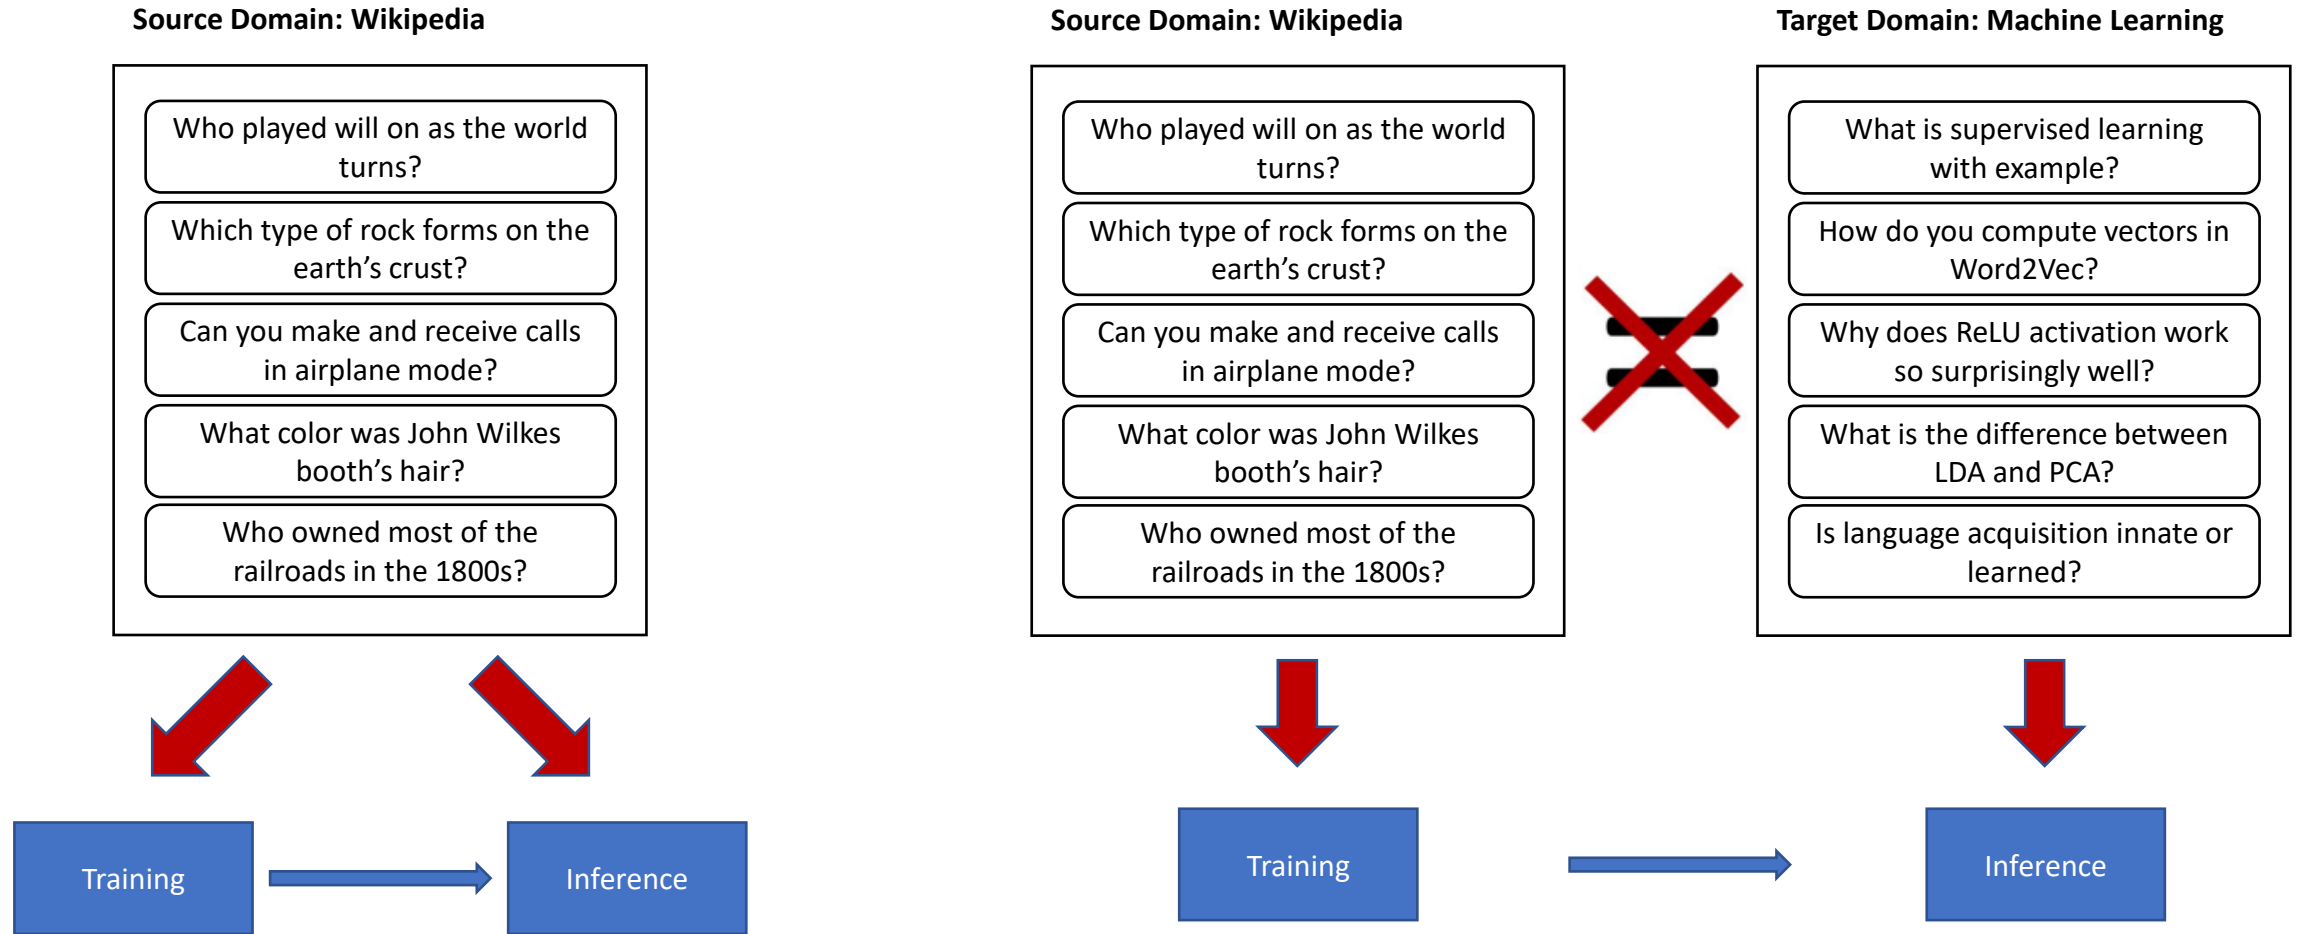 Source Domain: Wikipedia
Who played will on as the world
turns?
Which type of rock forms on the
earth’s crust?
Can you make and receive calls
in airplane mode?
What color was John Wilkes
booth’s hair?
Who owned most of the
railroads in the 1800s?
Training
Inference
Source Domain: Wikipedia
Who played will on as the world
turns?
Which type of rock forms on the
earth’s crust?
Can you make and receive calls
in airplane mode?
What color was John Wilkes
booth’s hair?
Who owned most of the
railroads in the 1800s?
Training
Target Domain: Machine Learning
What is supervised learning
with example?
How do you compute vectors in
Word2Vec?
Why does ReLU activation work
so surprisingly well?
What is the difference between
LDA and PCA?
Is language acquisition innate or
learned?
Inference